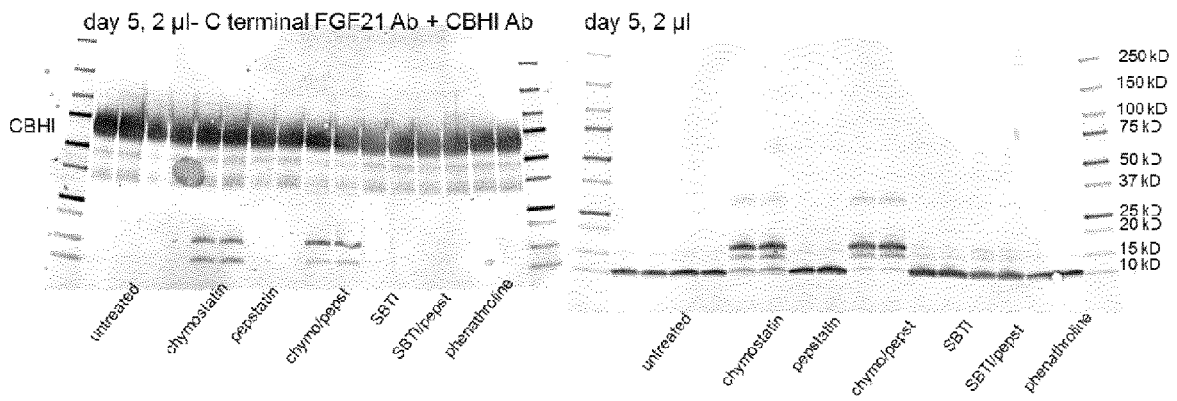 day 5, 2 µl- C terminal FGF21 Ab + CBHI Ab
CBHI
untreated
chymostatin
pepstatin
chymo/pepst
SBTI
SBTI/pepst
phenathroline
day 5, 2 µl
250 kD
150 kD
100 kD
75 kD
50 kD
37 kD
25 kD
20 kD
15 kD
10 kD
untreated
chymostatin
pepstatin
chymo/pepst
SBTI
SBTI/pepst
phenathroline